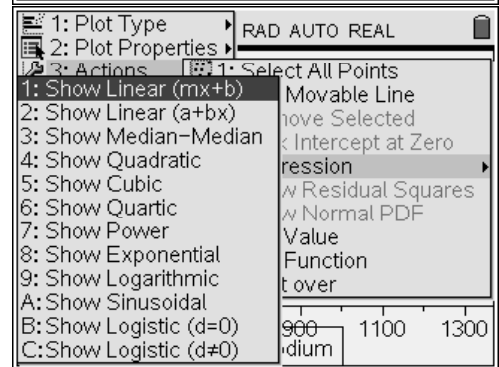 1: Plot Type
RAD AUTO REAL
2: Plot Properties
3: Actions
1: Select All Points
Movable Line
Selected
Intercept at Zero
Residual Squares
Normal PDF
Value
Function
over
1: Show Linear (mx+b)
2: Show Linear (a+bx)
3: Show Median-Median
4: Show Quadratic
5: Show Cubic
6: Show Quartic
7: Show Power
8: Show Exponential
9: Show Logarithmic
A: Show Sinusoidal
B: Show Logistic (d=0)
C: Show Logistic (d≠0)
900 1100 1300